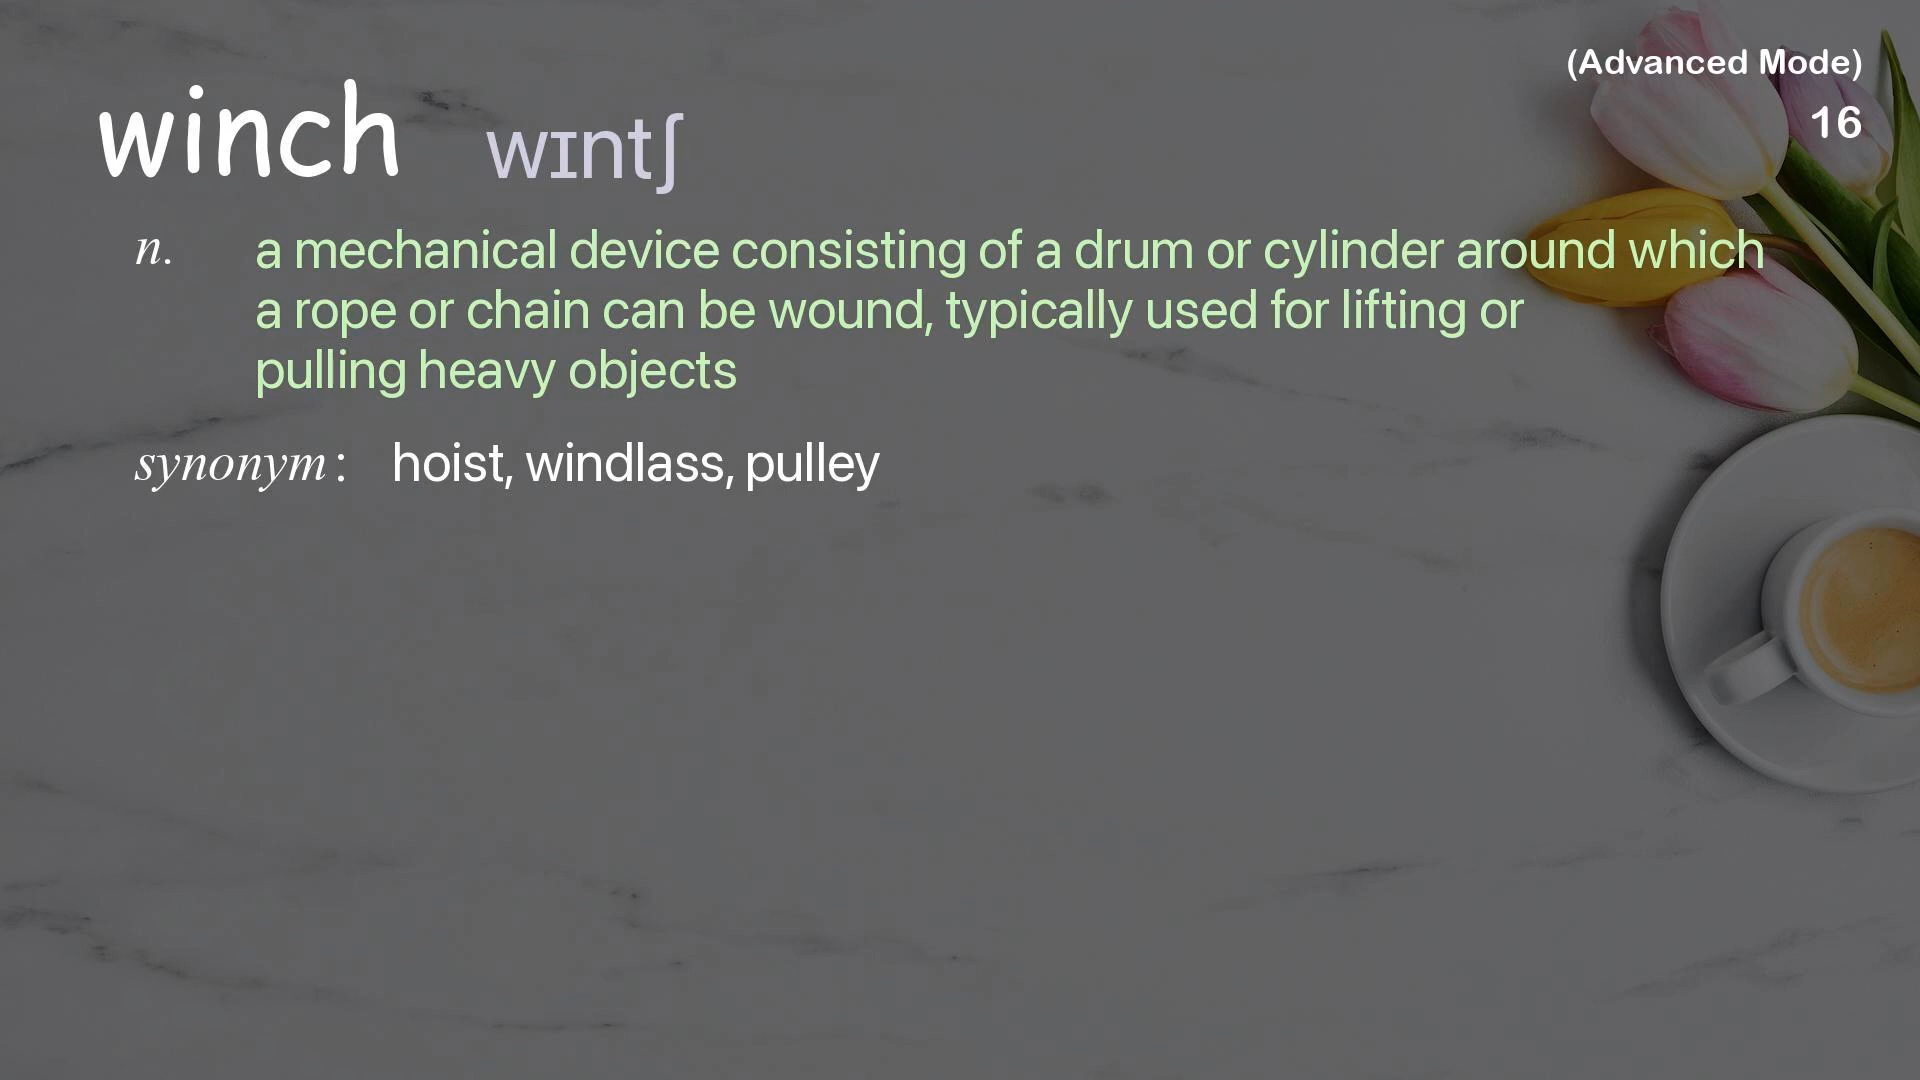 (Advanced Mode)
16
winch wɪntʃ
n. a mechanical device consisting of a drum or cylinder around which
a rope or chain can be wound, typically used for lifting or
pulling heavy objects
synonym: hoist, windlass, pulley